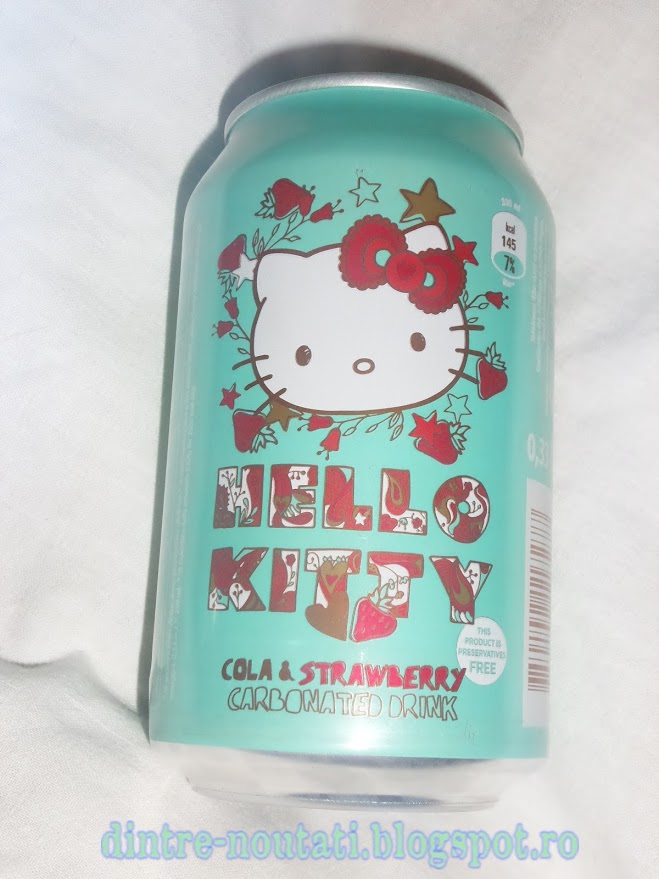 330 ml
kcal
145
7%
HELLO
KITTY
THIS
PRODUCT IS
PRESERVATIVES
FREE
COLA & STRAWBERRY
CARBONATED DRINK
dintre-noutati.blogspot.ro